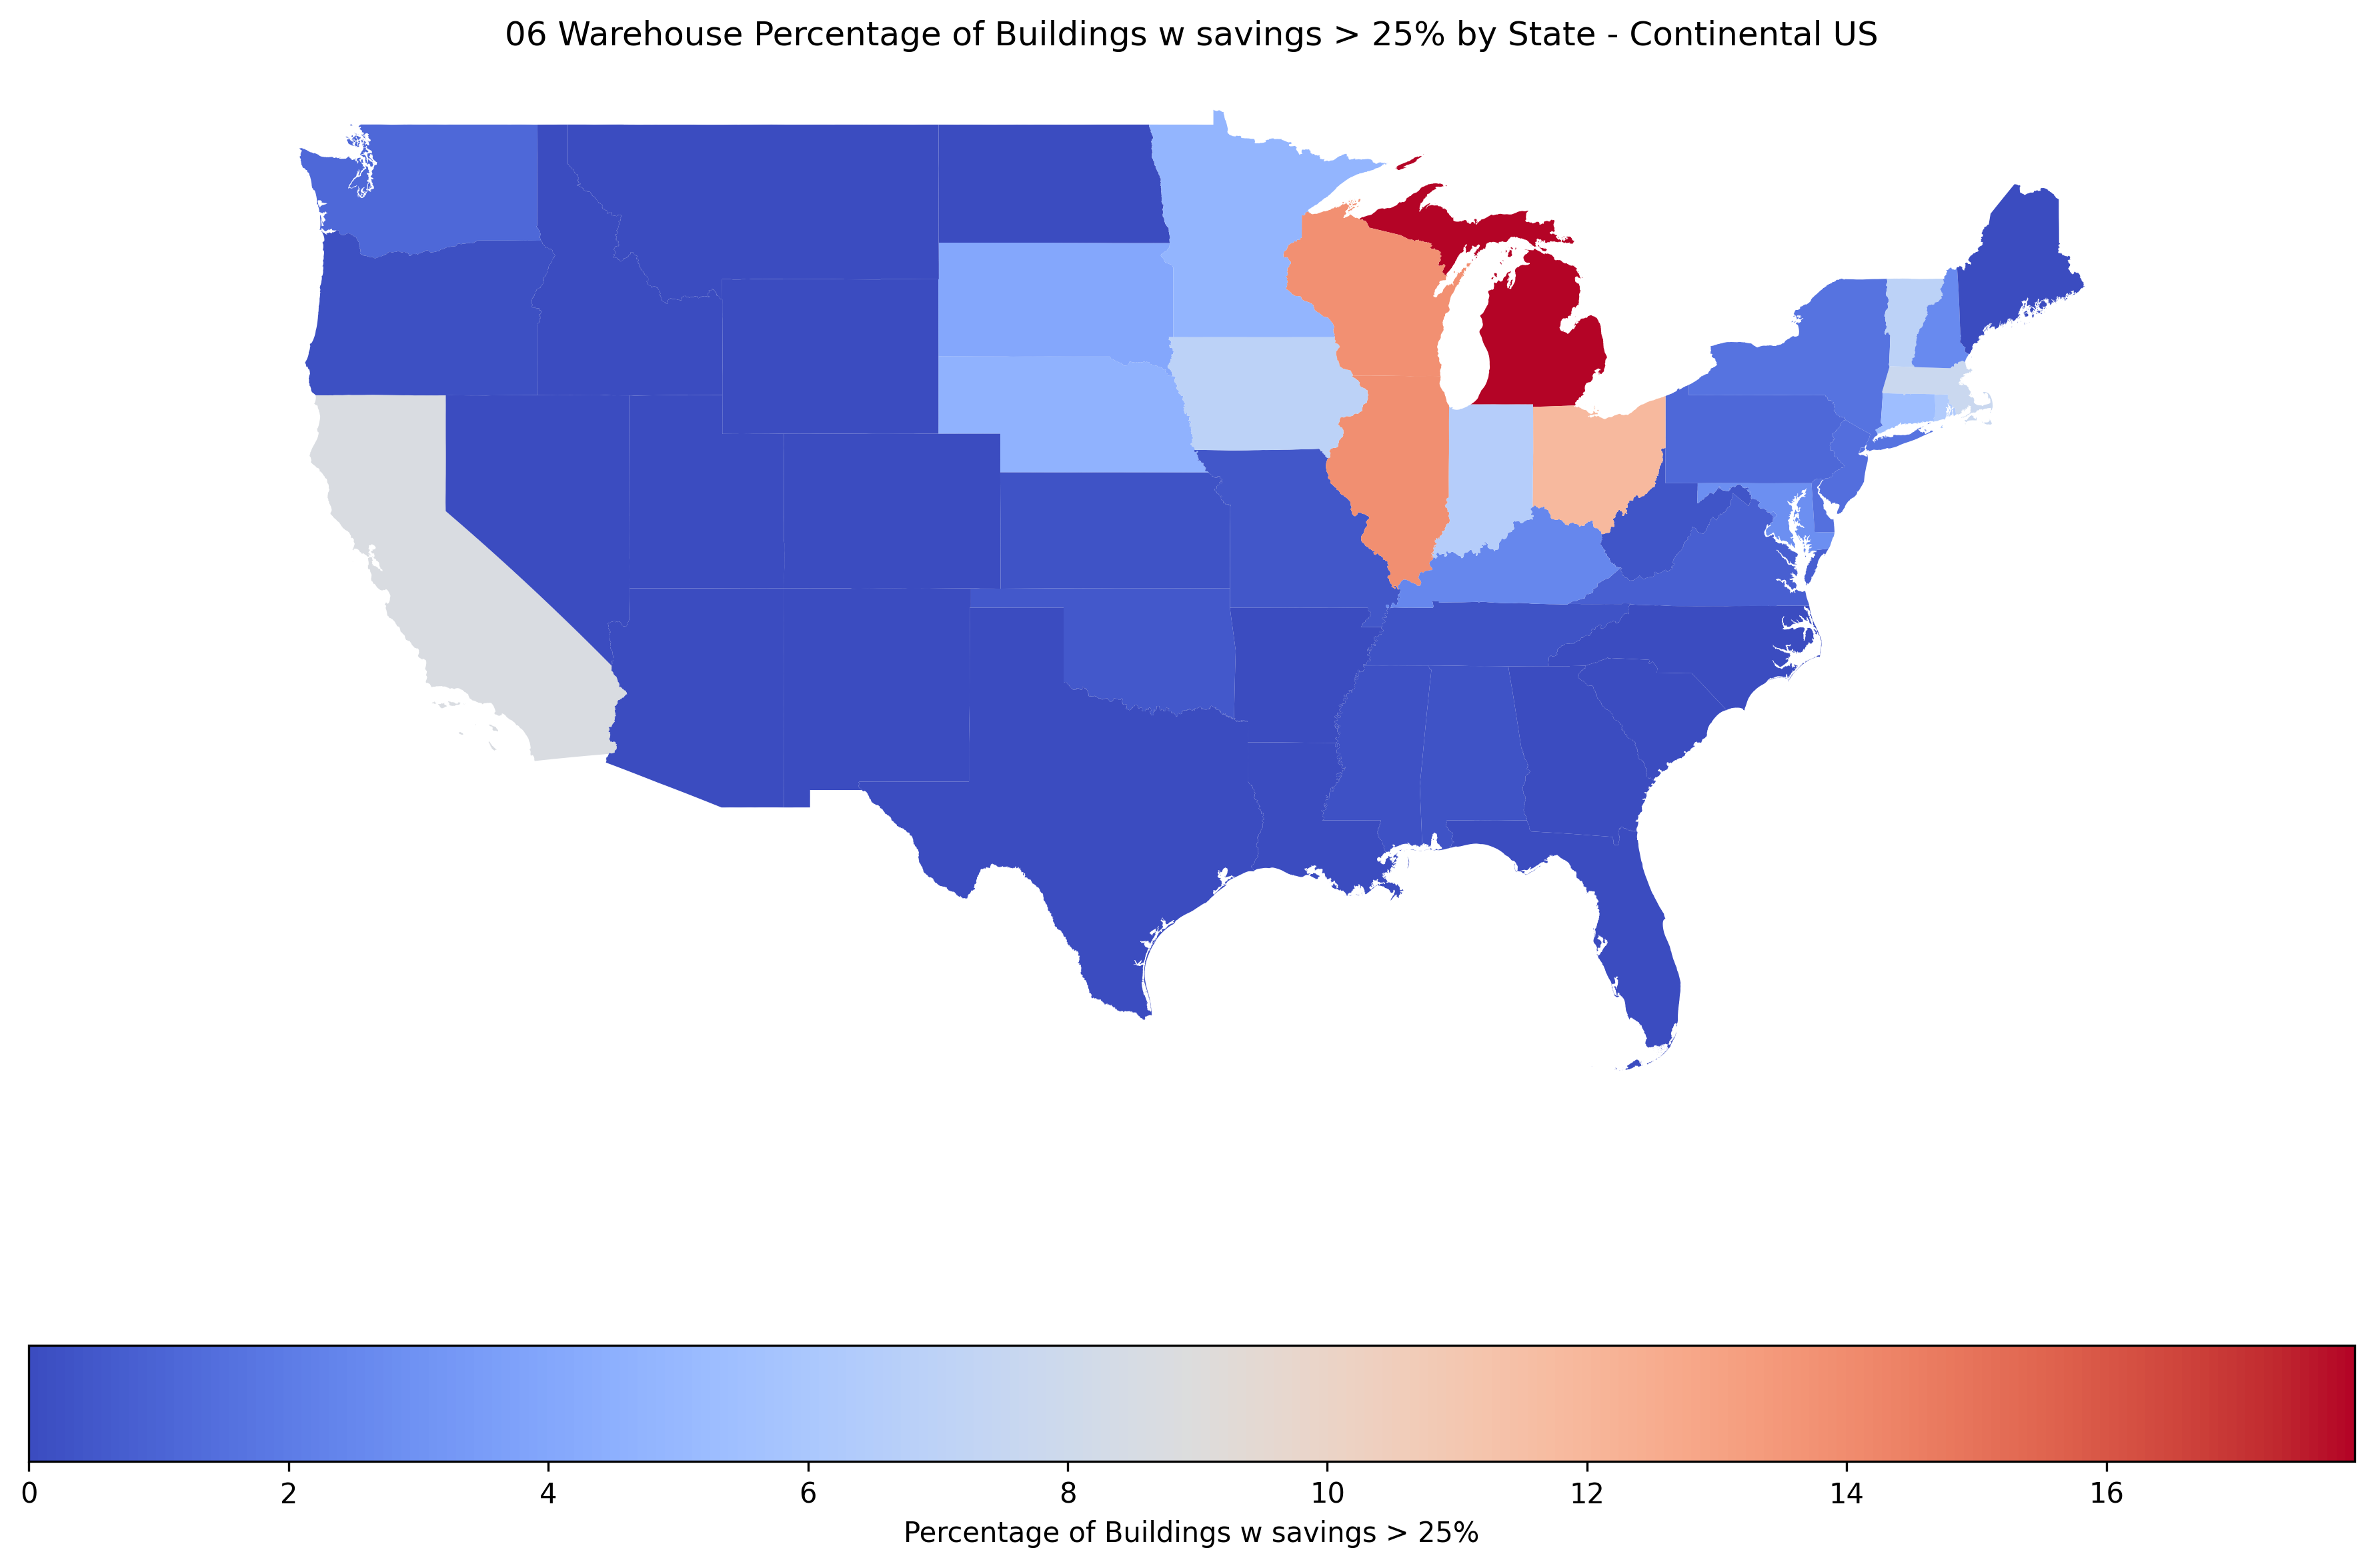 06 Warehouse Percentage of Buildings w savings > 25% by State - Continental US
0 2 4 6 8 10 12 14 16
Percentage of Buildings w savings > 25%